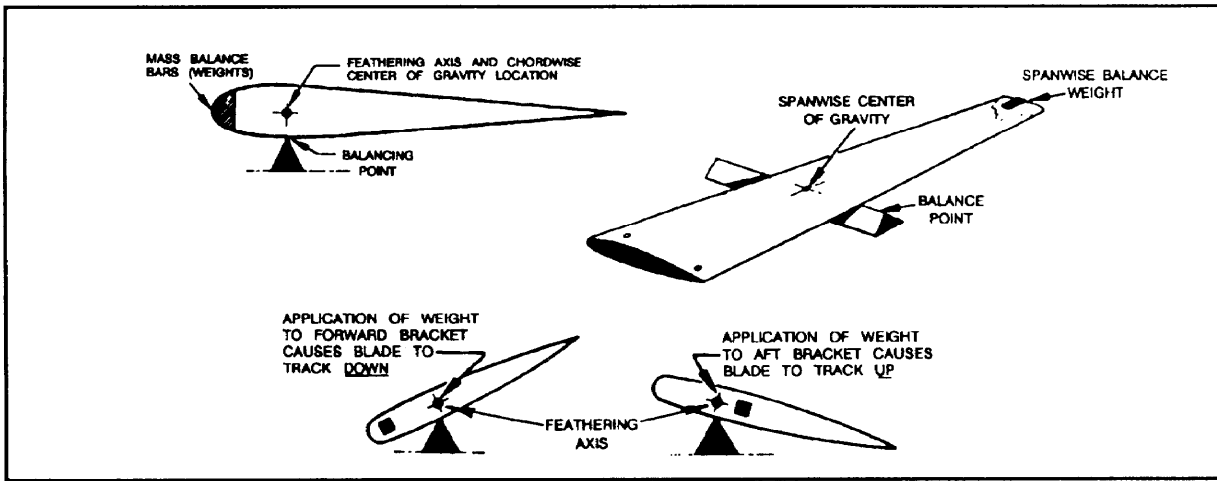 MASS BALANCE
BARS (WEIGHTS)
FEATHERING AXIS AND CHORDWISE
CENTER OF GRAVITY LOCATION
BALANCING
POINT
SPANWISE BALANCE
WEIGHT
SPANWISE CENTER
OF GRAVITY
BALANCE
POINT
APPLICATION OF WEIGHT
TO FORWARD BRACKET
CAUSES BLADE TO
TRACK DOWN
APPLICATION OF WEIGHT
TO AFT BRACKET CAUSES
BLADE TO TRACK UP
FEATHERING
AXIS